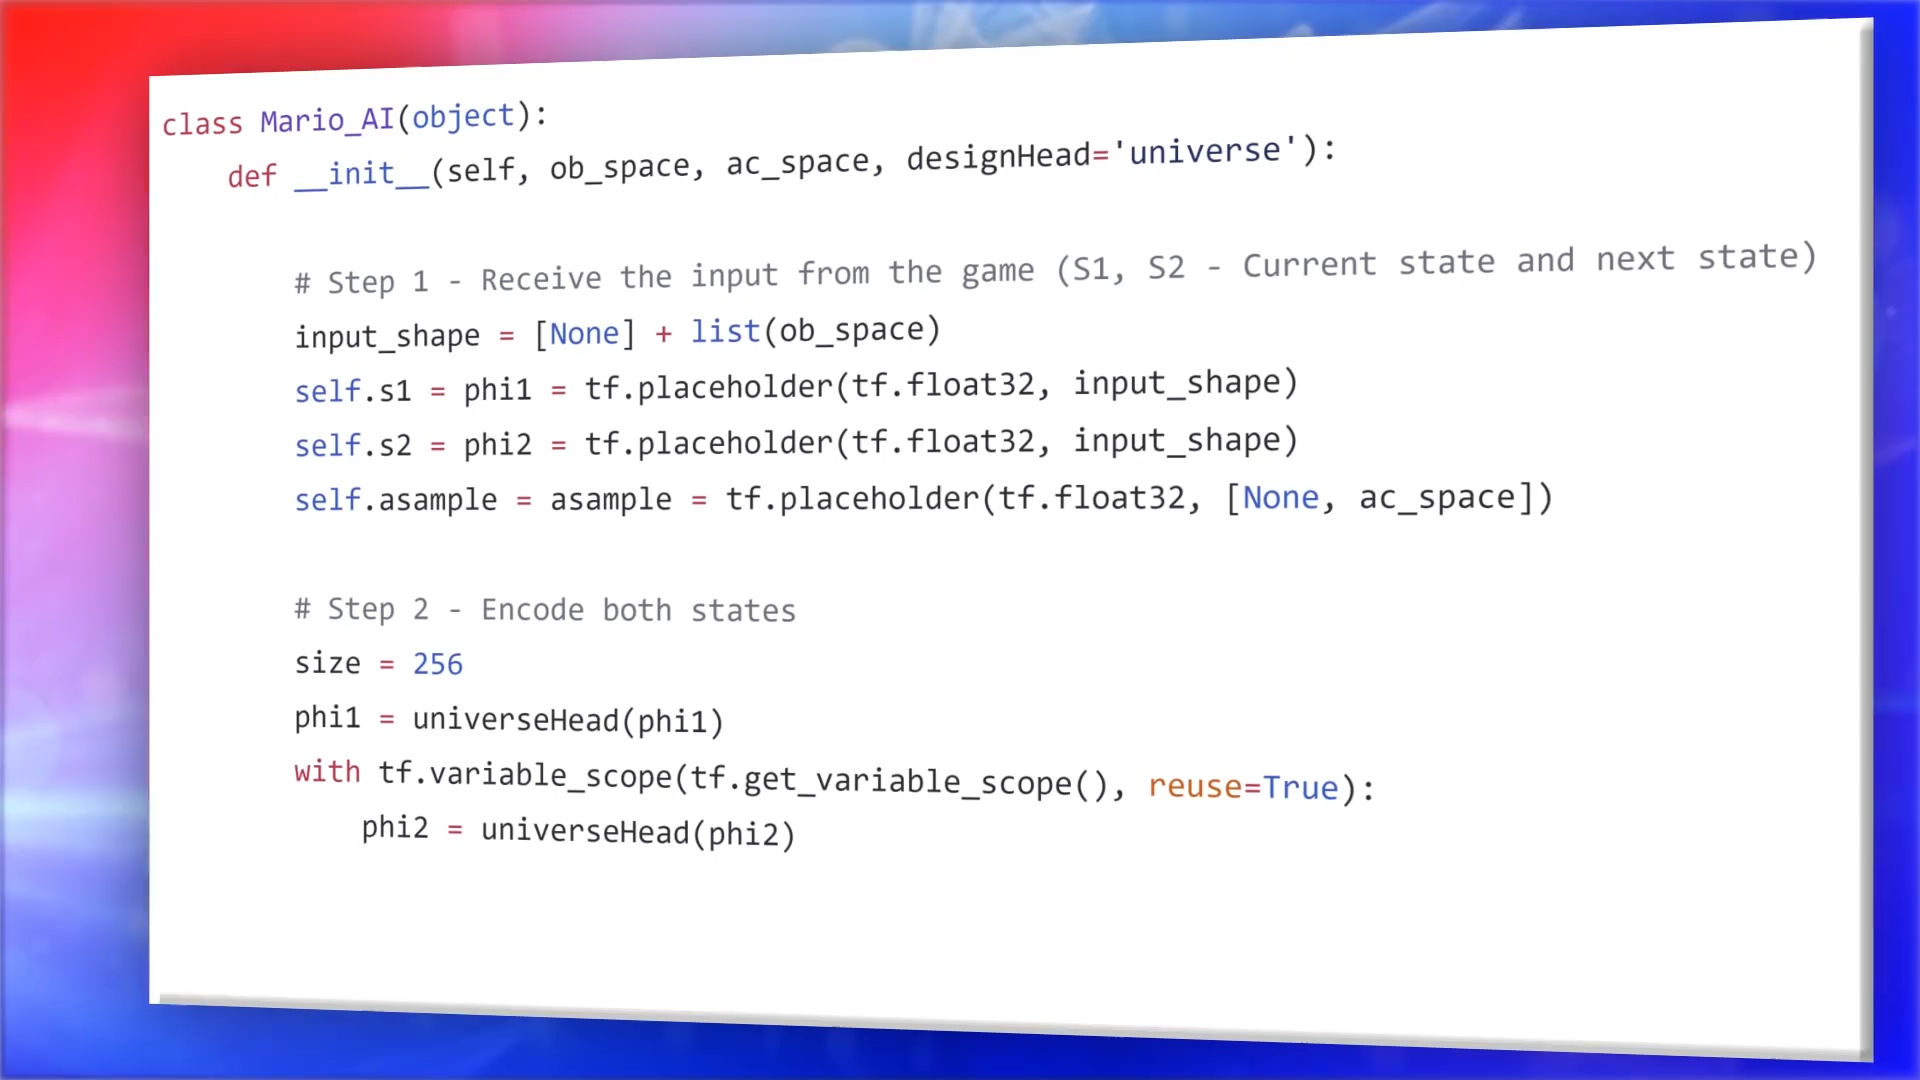 class Mario_AI(object):
def __init__(self, ob_space, ac_space, designHead='universe'):
# Step 1 - Receive the input from the game (S1, S2 - Current state and next state)
input_shape = [None] + list(ob_space)
self.s1 = phi1 = tf.placeholder(tf.float32, input_shape)
self.s2 = phi2 = tf.placeholder(tf.float32, input_shape)
self.asample = asample = tf.placeholder(tf.float32, [None, ac_space])
# Step 2 - Encode both states
size = 256
phi1 = universeHead(phi1)
with tf.variable_scope(tf.get_variable_scope(), reuse=True):
phi2 = universeHead(phi2)